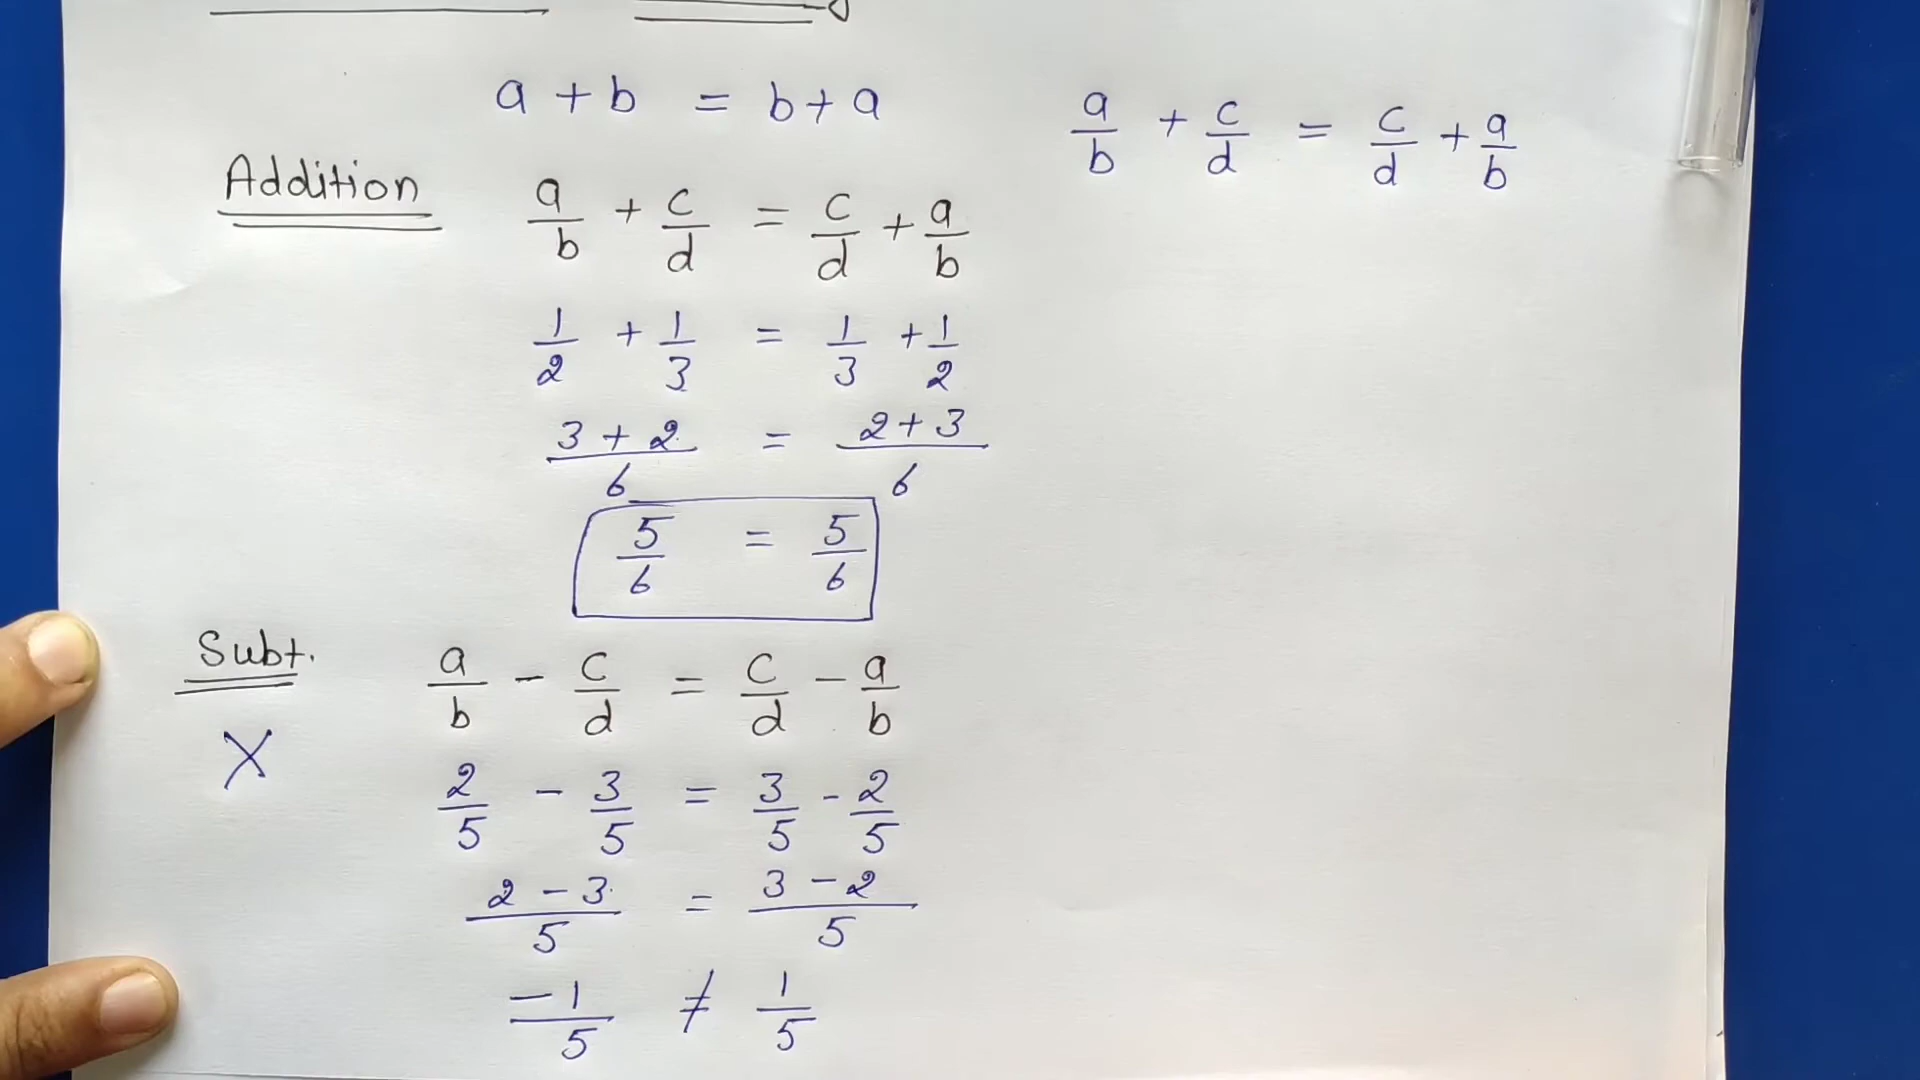 a + b = b + a
a/b + c/d = c/d + a/b
Addition
a/b + c/d = c/d + a/b
1/2 + 1/3 = 1/3 + 1/2
3 + 2/6 = 2 + 3/6
5/6 = 5/6
Subt.
a/b - c/d = c/d - a/b
X
2/5 - 3/5 = 3/5 - 2/5
2 - 3/5 = 3 - 2/5
-1/5 ≠ 1/5